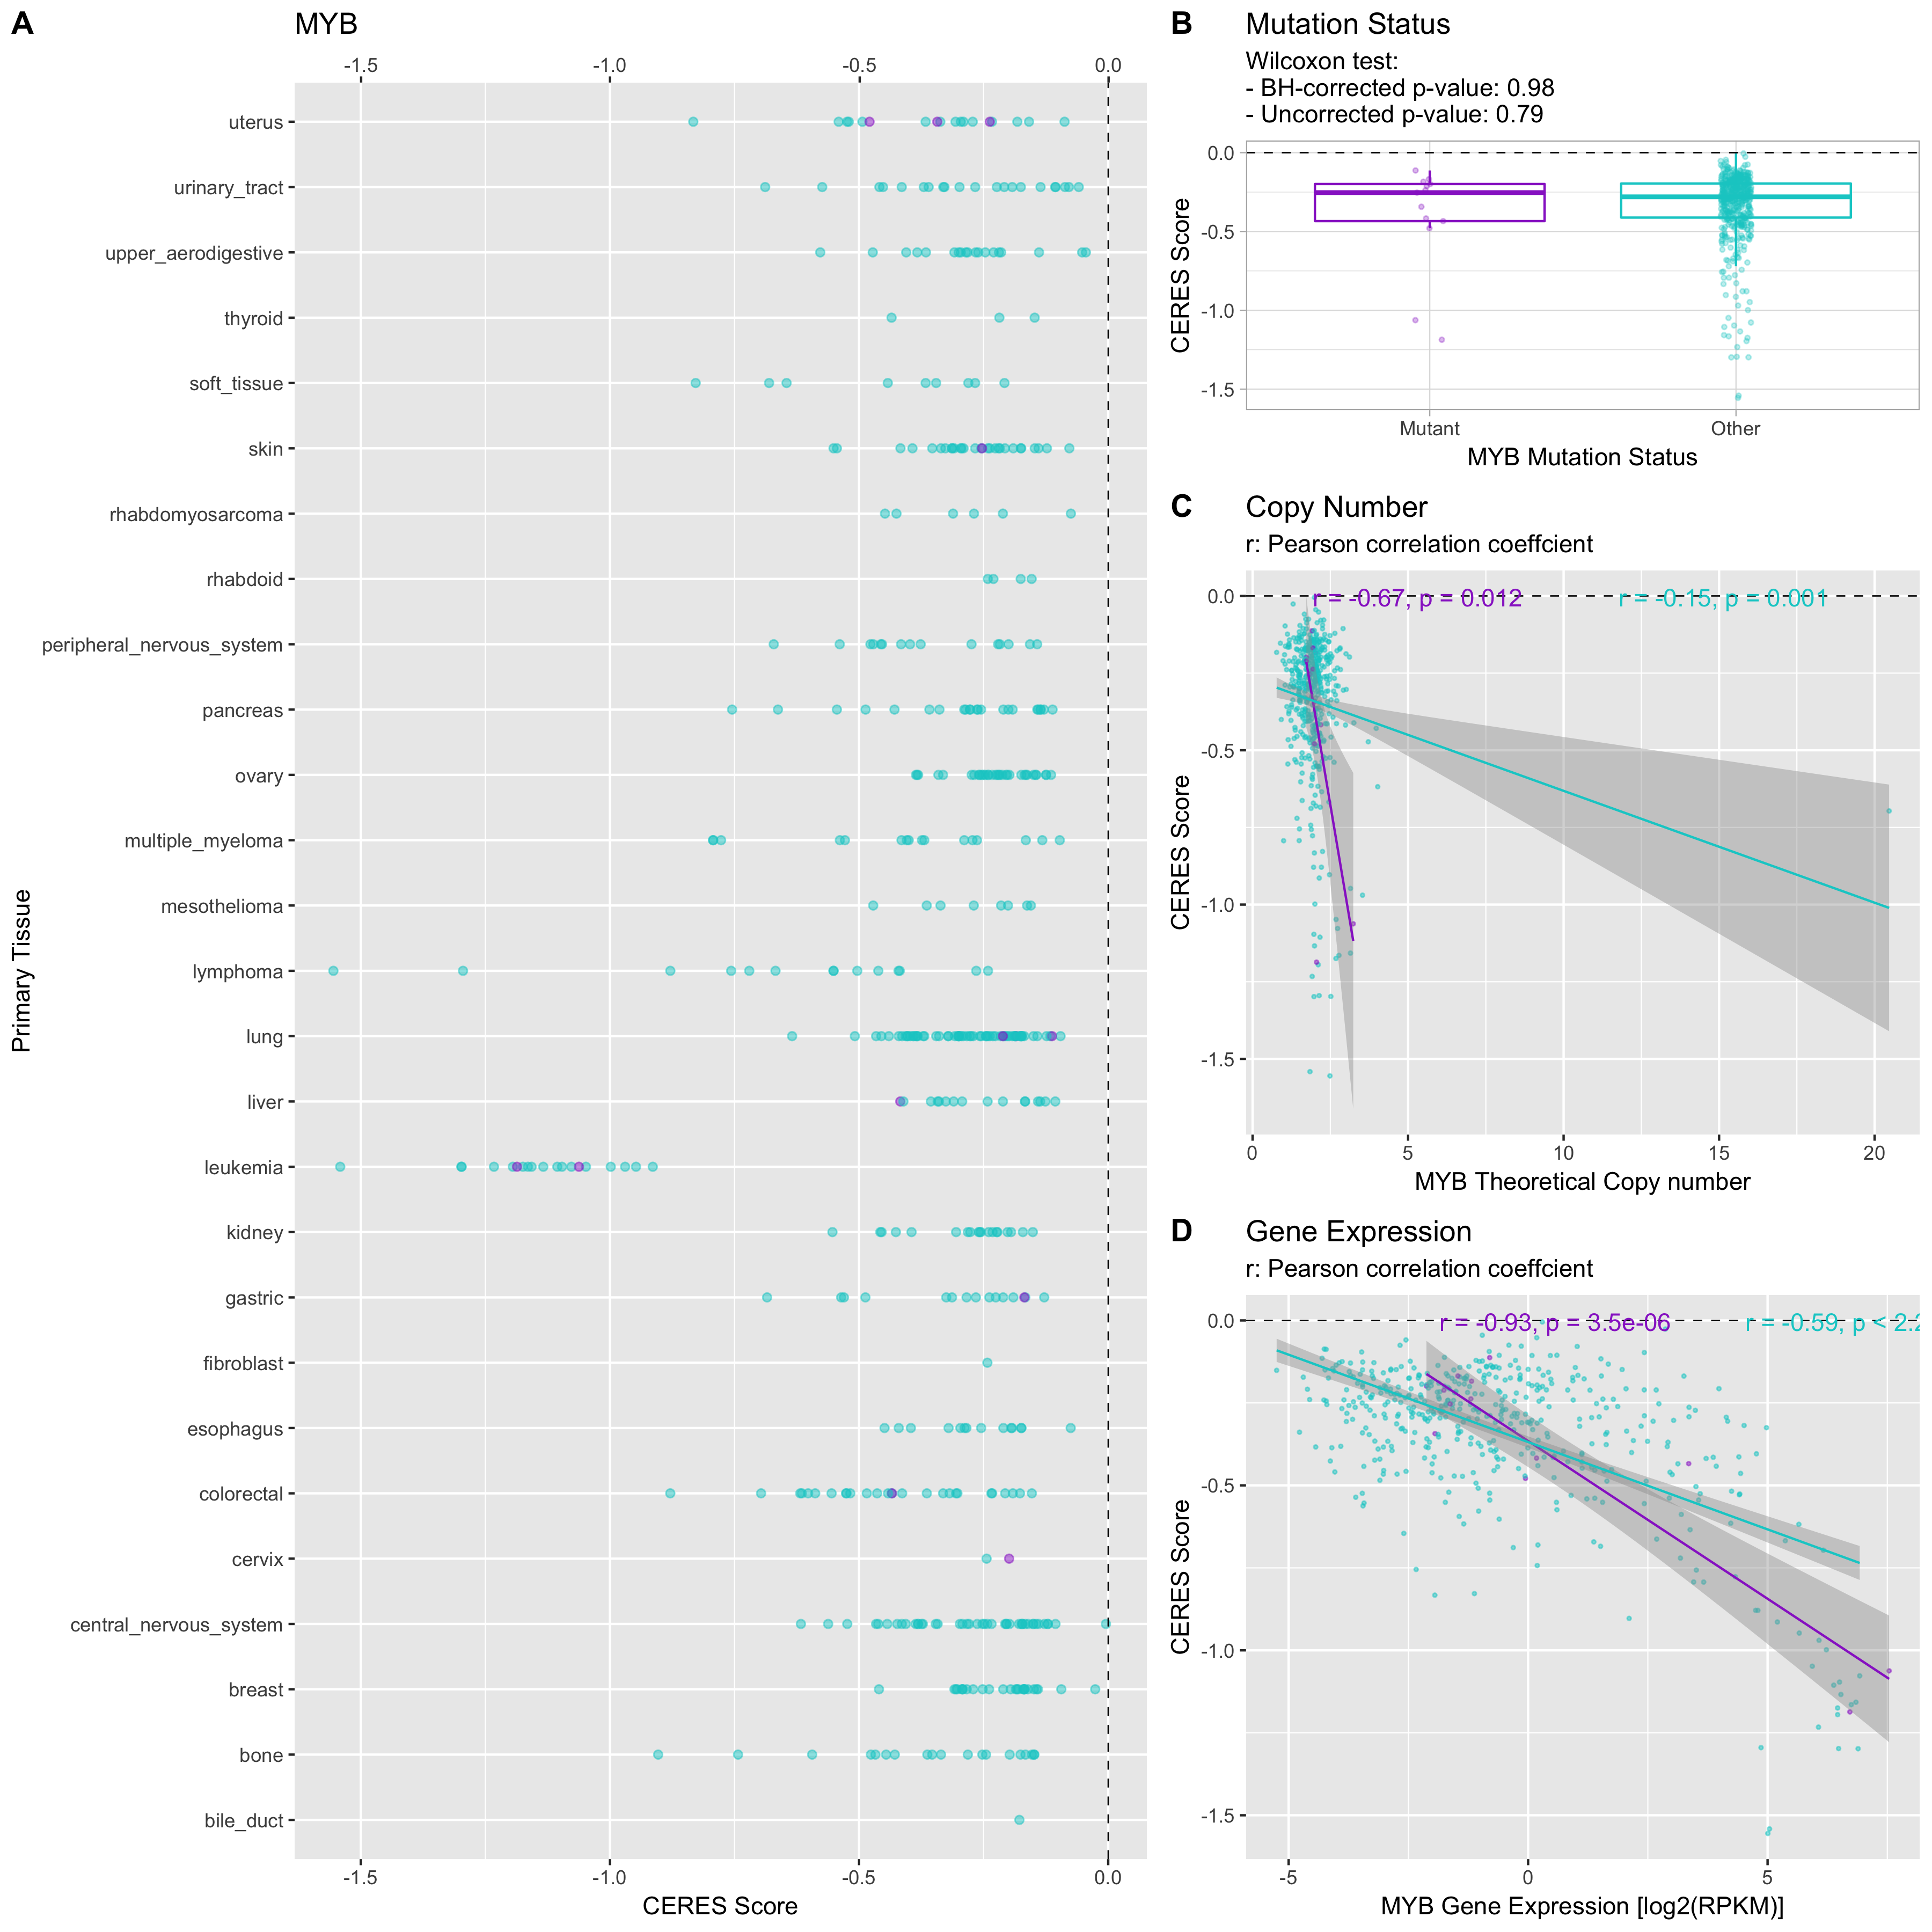 A
MYB
-1.5
-1.0
-0.5
0.0
uterus
urinary_tract
upper_aerodigestive
thyroid
soft_tissue
skin
rhabdomyosarcoma
rhabdoid
peripheral_nervous_system
pancreas
ovary
multiple_myeloma
mesothelioma
lymphoma
lung
liver
leukemia
kidney
gastric
fibroblast
esophagus
colorectal
cervix
central_nervous_system
breast
bone
bile_duct
Primary Tissue
-1.5
-1.0
-0.5
0.0
CERES Score
B
Mutation Status
Wilcoxon test:
- BH-corrected p-value: 0.98
- Uncorrected p-value: 0.79
0.0
-0.5
-1.0
-1.5
CERES Score
Mutant
Other
MYB Mutation Status
C
Copy Number
r: Pearson correlation coeffcient
r = -0.67, p = 0.012
r = -0.15, p = 0.001
0.0
-0.5
-1.0
-1.5
CERES Score
0
5
10
15
20
MYB Theoretical Copy number
D
Gene Expression
r: Pearson correlation coeffcient
r = -0.93, p = 3.5e-06
r = -0.59, p < 2.2
0.0
-0.5
-1.0
-1.5
CERES Score
-5
0
5
MYB Gene Expression [log2(RPKM)]